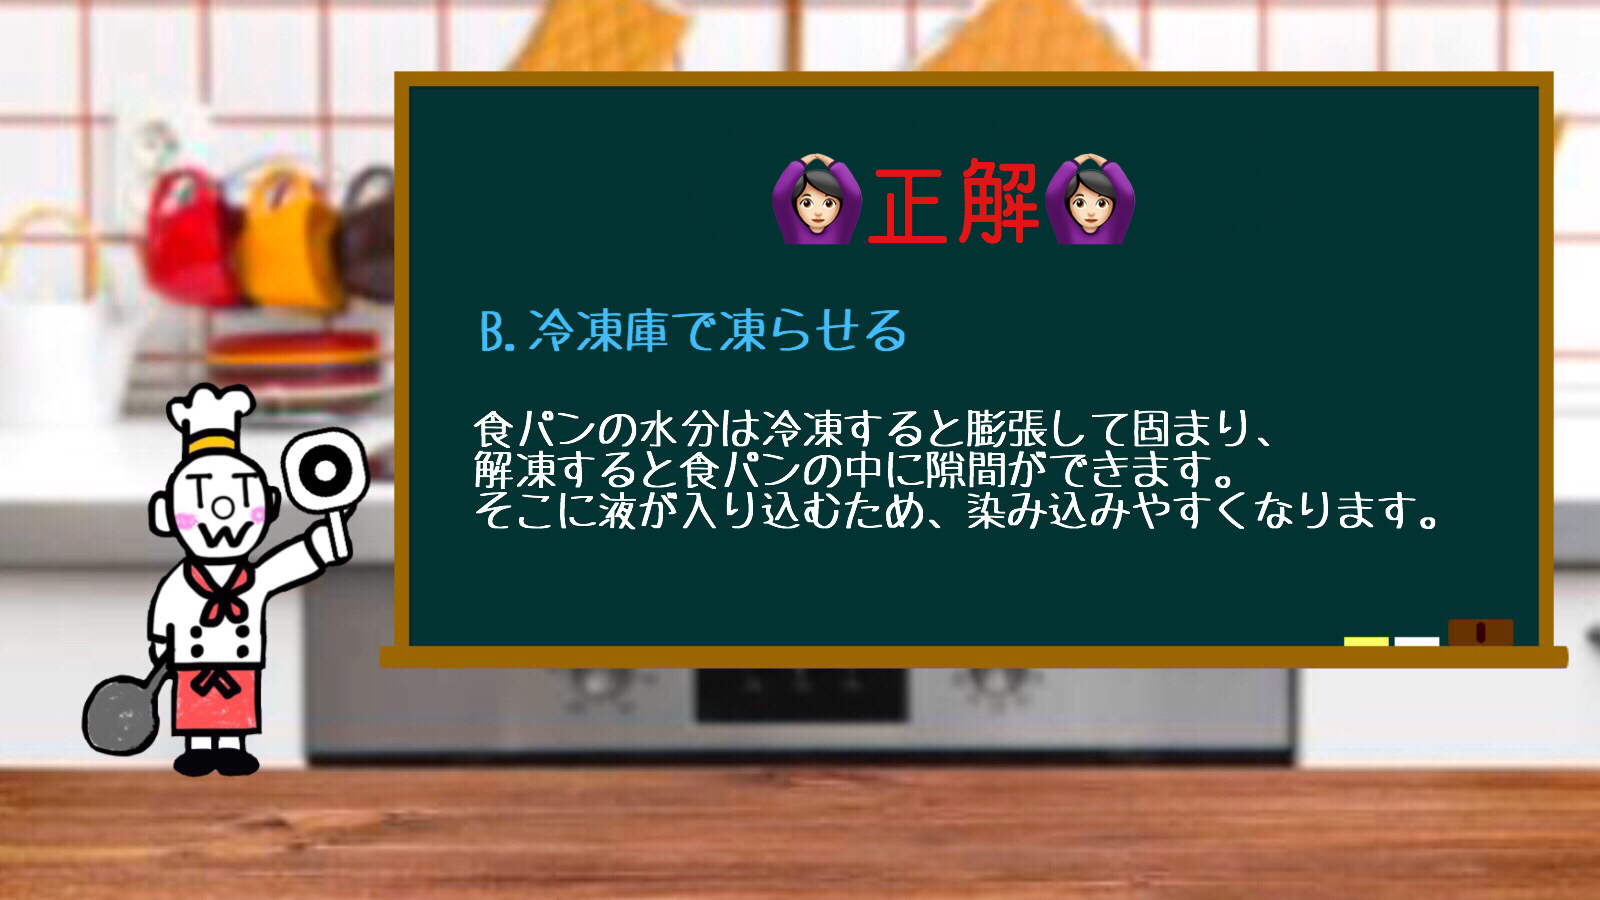 🙆🏻‍♀️正解🙆🏻‍♀️
B.冷凍庫で凍らせる
食パンの水分は冷凍すると膨張して固まり、
解凍すると食パンの中に隙間ができます。
そこに液が入り込むため、染み込みやすくなります。